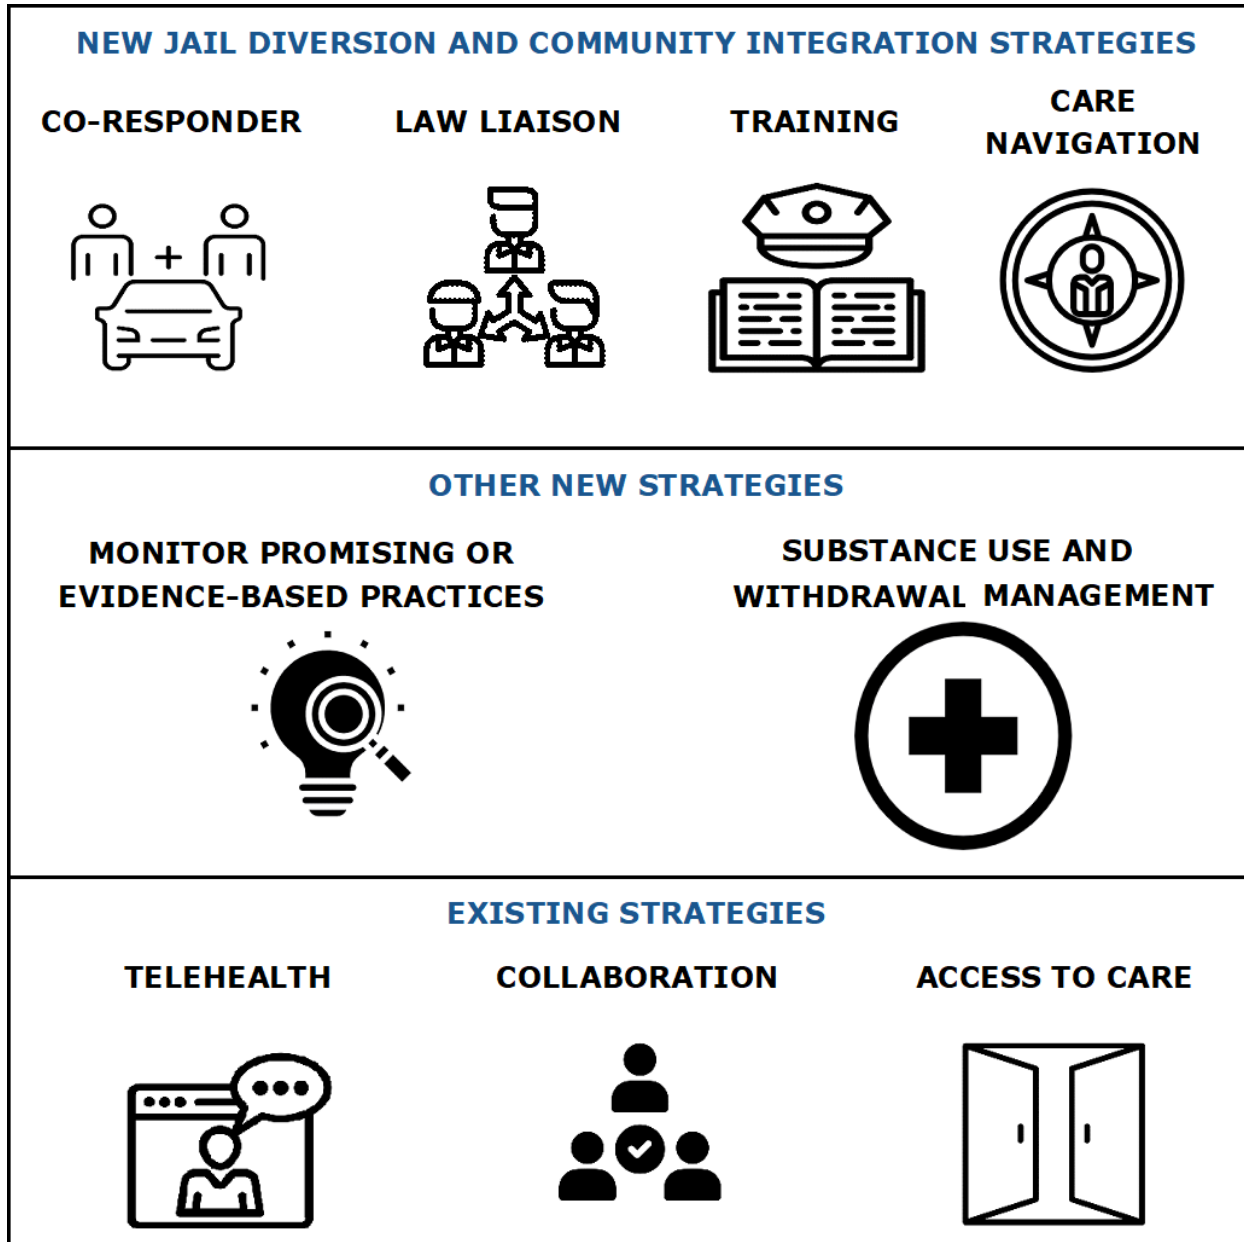 NEW JAIL DIVERSION AND COMMUNITY INTEGRATION STRATEGIES
CO-RESPONDER
LAW LIAISON
TRAINING
CARE
NAVIGATION
OTHER NEW STRATEGIES
MONITOR PROMISING OR
EVIDENCE-BASED PRACTICES
SUBSTANCE USE AND
WITHDRAWAL MANAGEMENT
EXISTING STRATEGIES
TELEHEALTH
COLLABORATION
ACCESS TO CARE